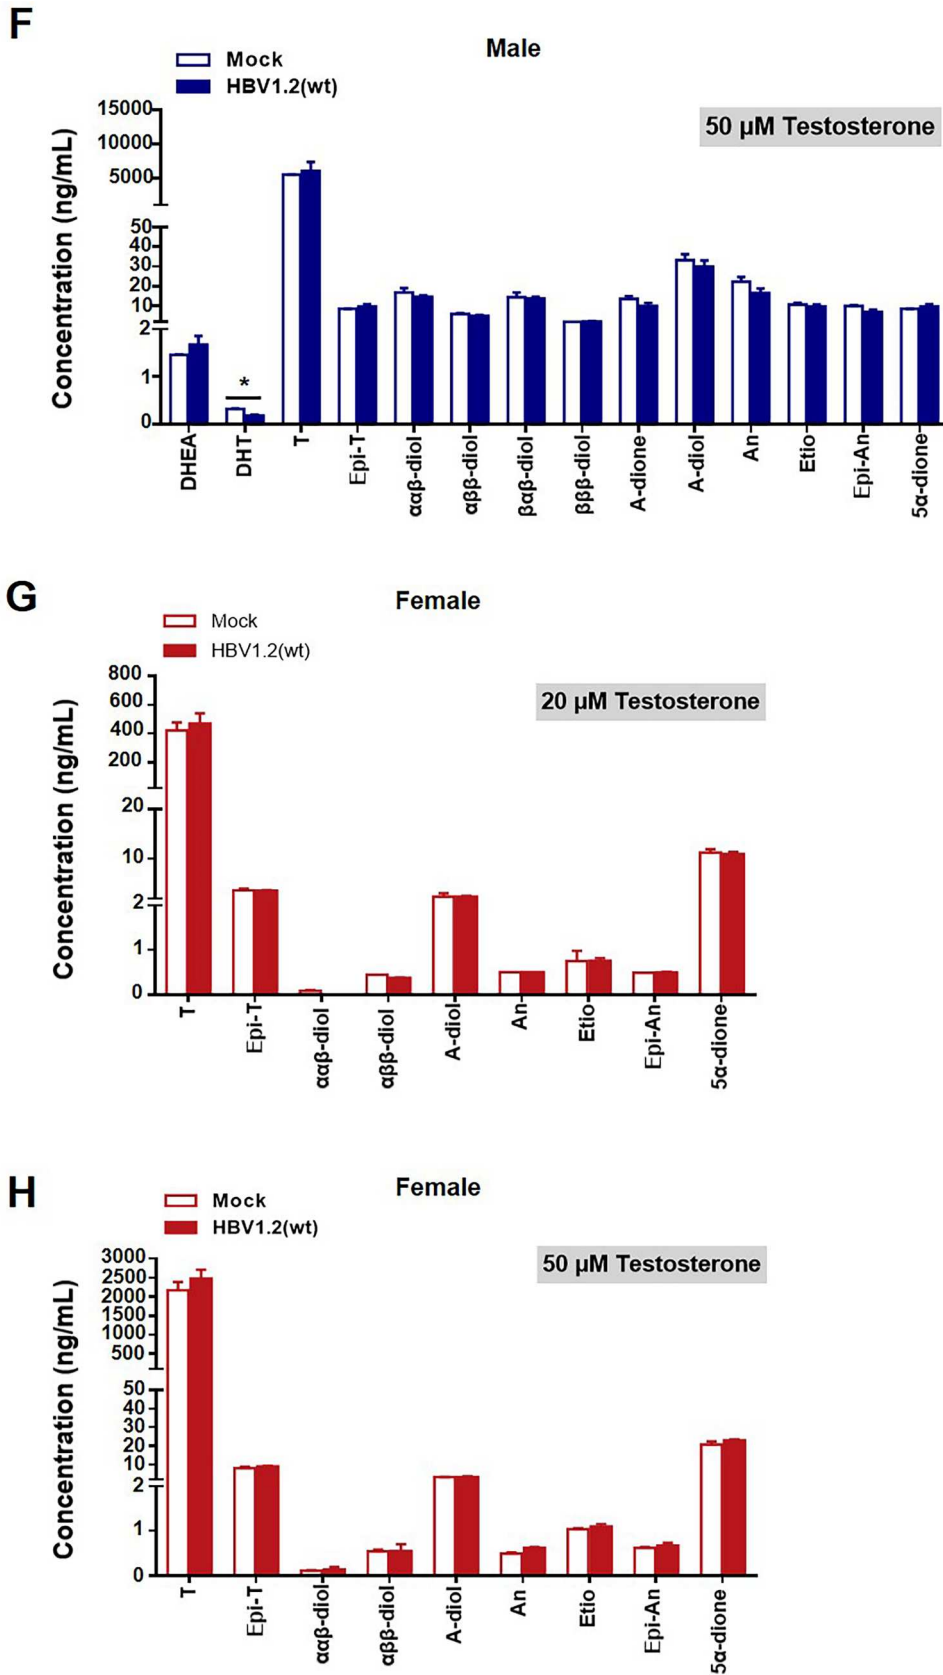 F
Male
Mock
HBV1.2(wt)
50 µM Testosterone
Concentration (ng/mL)
15000
10000
5000
50
40
30
20
10
2
1
0
*
DHEA
DHT
T
Epi-T
ααβ-diol
αββ-diol
βαβ-diol
βββ-diol
A-dione
A-diol
An
Etio
Epi-An
5α-dione
G
Female
Mock
HBV1.2(wt)
20 µM Testosterone
Concentration (ng/mL)
800
600
400
200
20
10
2
1
0
T
Epi-T
ααβ-diol
αββ-diol
A-diol
An
Etio
Epi-An
5α-dione
H
Female
Mock
HBV1.2(wt)
50 µM Testosterone
Concentration (ng/mL)
3000
2500
2000
1500
1000
500
50
40
30
20
10
2
1
0
T
Epi-T
ααβ-diol
αββ-diol
A-diol
An
Etio
Epi-An
5α-dione